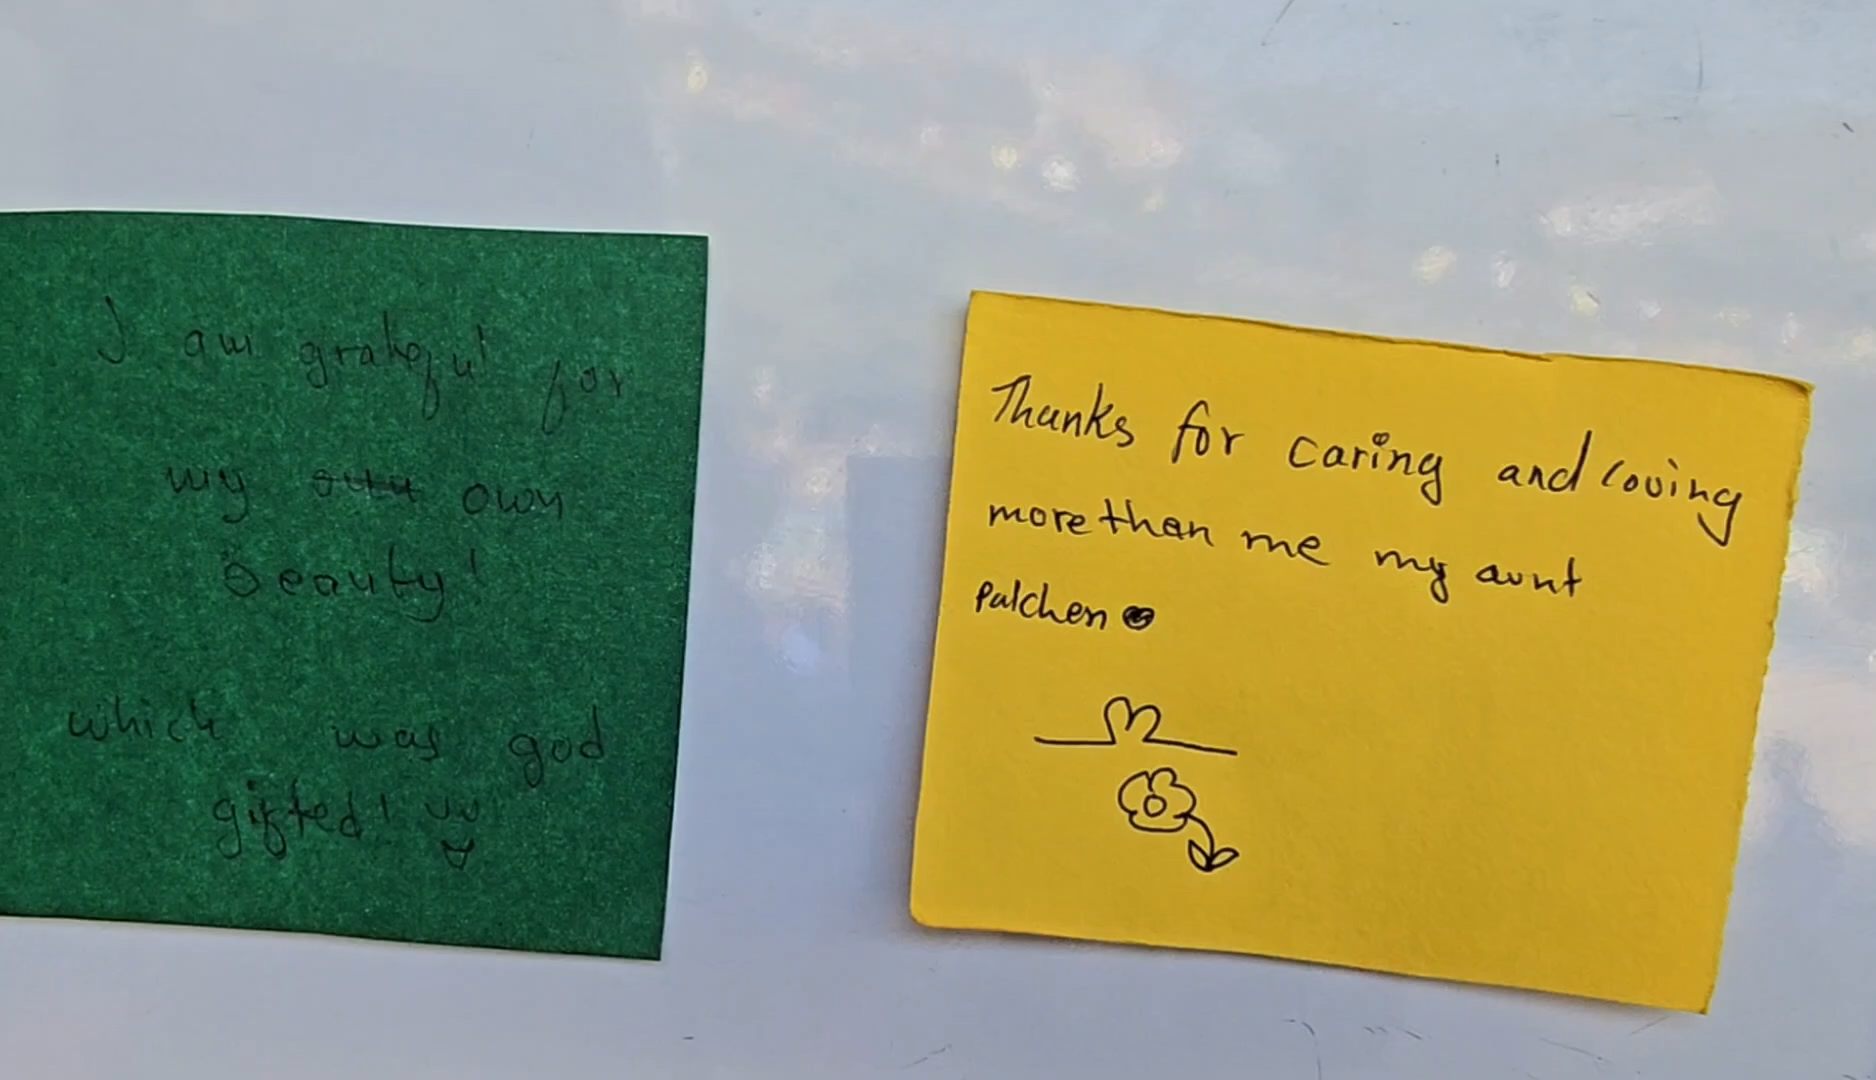 I am grateful for
my own
Beauty!
which was god
gifted!
Thanks for caring and loving
more than me my aunt
Palchen